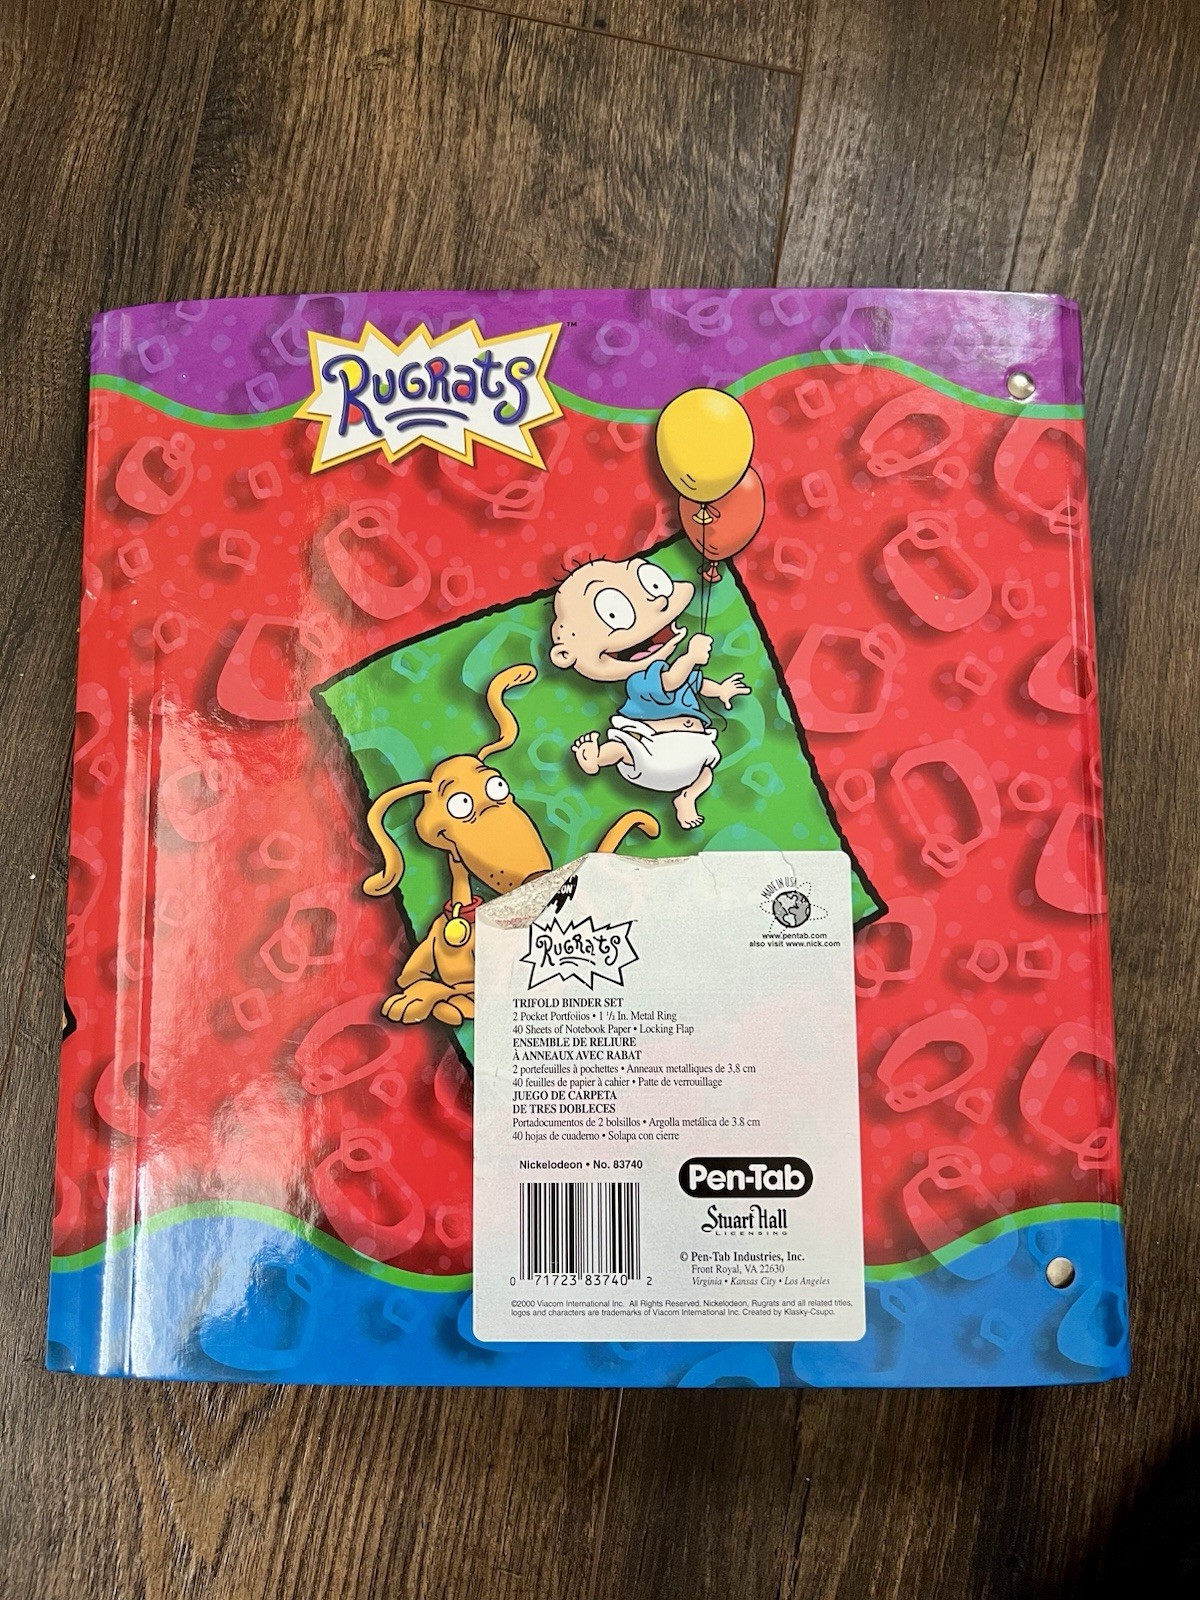 RUGRatS™
ON
RUGRatS
MADE IN USA
www.pentab.com
also visit www.nick.com
TRIFOLD BINDER SET
2 Pocket Portfolios • 1 ½ In. Metal Ring
40 Sheets of Notebook Paper • Locking Flap
ENSEMBLE DE RELIURE
À ANNEAUX AVEC RABAT
2 portefeuilles à pochettes • Anneaux metalliques de 3,8 cm
40 feuilles de papier à cahier • Patte de verrouillage
JUEGO DE CARPETA
DE TRES DOBLECES
Portadocumentos de 2 bolsillos • Argolla metálica de 3.8 cm
40 hojas de cuaderno • Solapa con cierre
Nickelodeon • No. 83740
0 71723 83740 2
Pen-Tab
Stuart Hall
LICENSING
© Pen-Tab Industries, Inc.
Front Royal, VA 22630
Virginia • Kansas City • Los Angeles
©2000 Viacom International Inc. All Rights Reserved. Nickelodeon, Rugrats and all related titles,
logos and characters are trademarks of Viacom International Inc. Created by Klasky-Csupo.